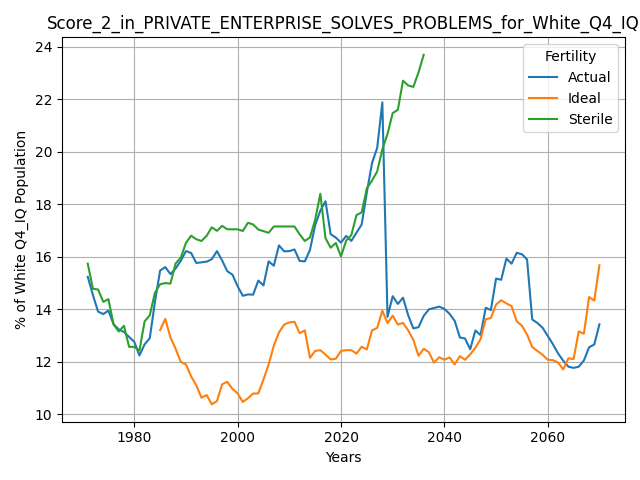 Score_2_in_PRIVATE_ENTERPRISE_SOLVES_PROBLEMS_for_White_Q4_IQ
Fertility
Actual
Ideal
Sterile
% of White Q4_IQ Population
24
22
20
18
16
14
12
10
1980
2000
2020
2040
2060
Years